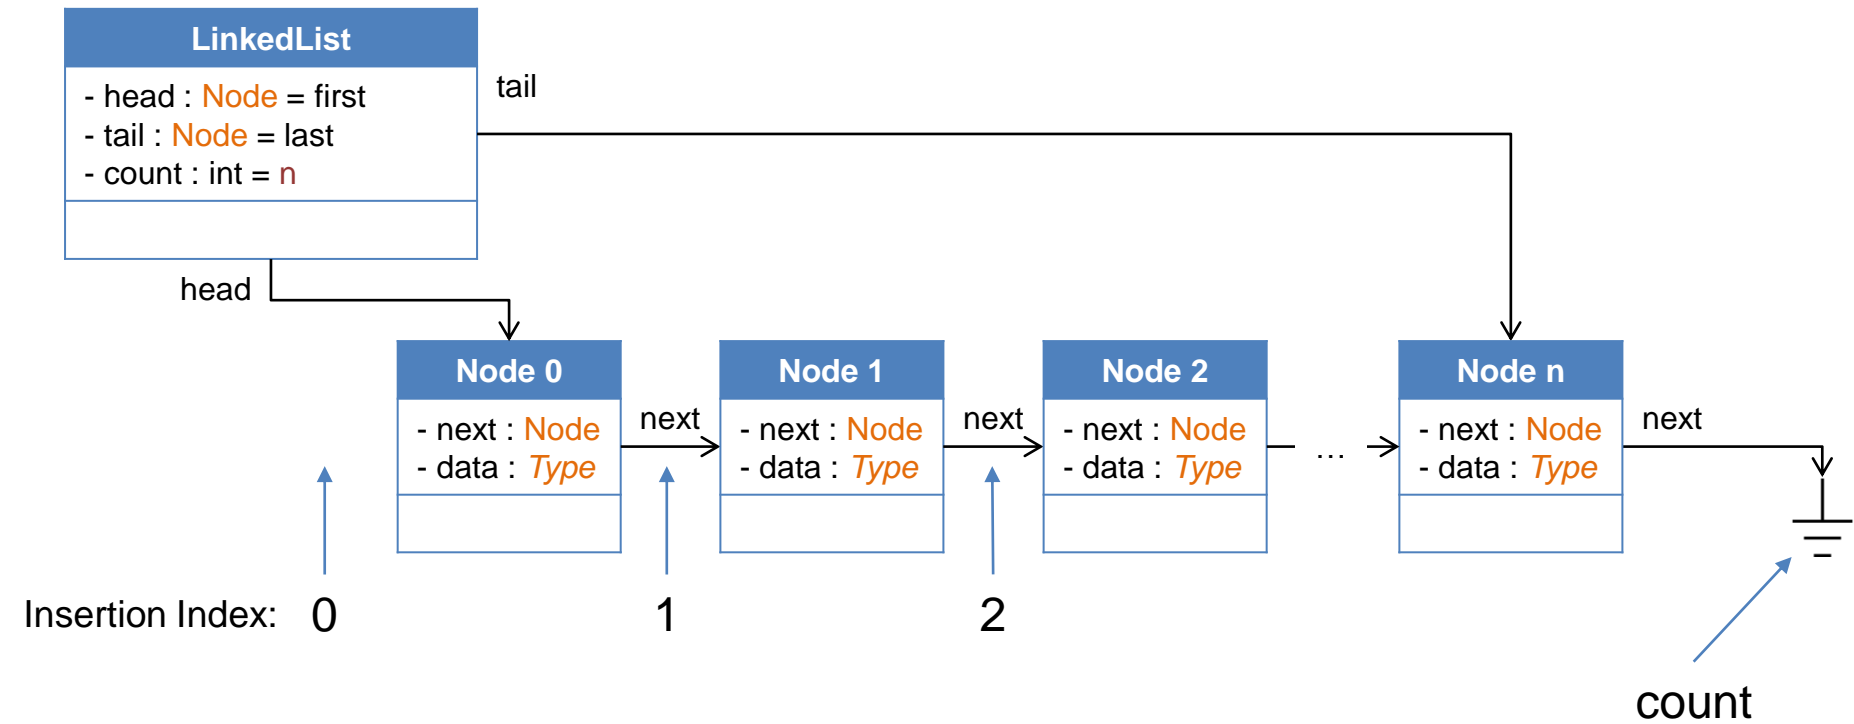 LinkedList
- head : Node = first
- tail : Node = last
- count : int = n
tail
head
Node 0
- next : Node
- data : Type
next
Node 1
- next : Node
- data : Type
next
Node 2
- next : Node
- data : Type
...
Node n
- next : Node
- data : Type
next
Insertion Index: 0 1 2
count